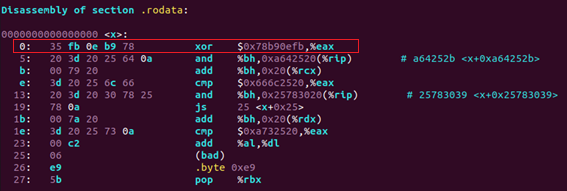 Disassembly of section .rodata:
0000000000000000 <x>:
0: 35 fb 0e b9 78 xor $0x78b90efb,%eax
5: 20 3d 20 25 64 0a and %bh,0xa642520(%rip) # a64252b <x+0xa64252b>
b: 00 79 20 add %bh,0x20(%rcx)
e: 3d 20 25 6c 66 cmp $0x666c2520,%eax
13: 20 3d 20 30 78 25 and %bh,0x25783020(%rip) # 25783039 <x+0x25783039>
19: 78 0a js 25 <x+0x25>
1b: 00 7a 20 add %bh,0x20(%rdx)
1e: 3d 20 25 73 0a cmp $0xa732520,%eax
23: 00 c2 add %al,%dl
25: 06 (bad)
26: e9 .byte 0xe9
27: 5b pop %rbx